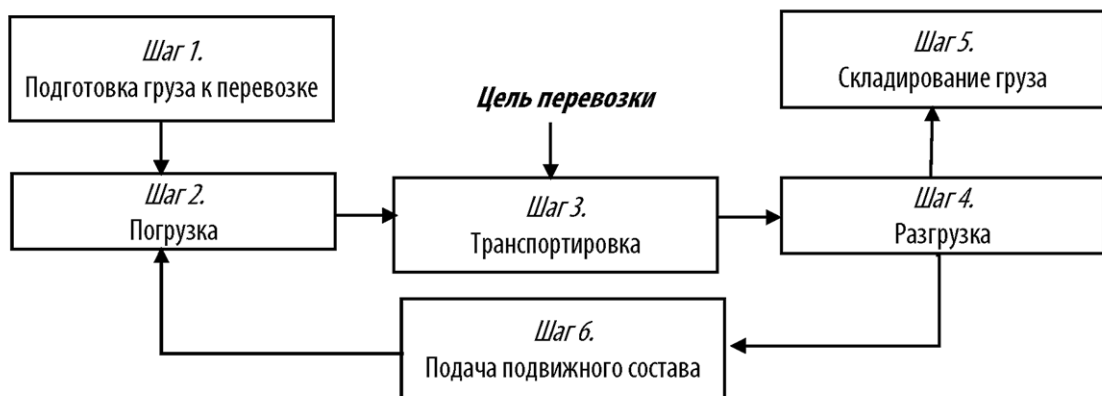 Шаг 1.
Подготовка груза к перевозке
Шаг 5.
Складирование груза
Цель перевозки
Шаг 2.
Погрузка
Шаг 3.
Транспортировка
Шаг 4.
Разгрузка
Шаг 6.
Подача подвижного состава